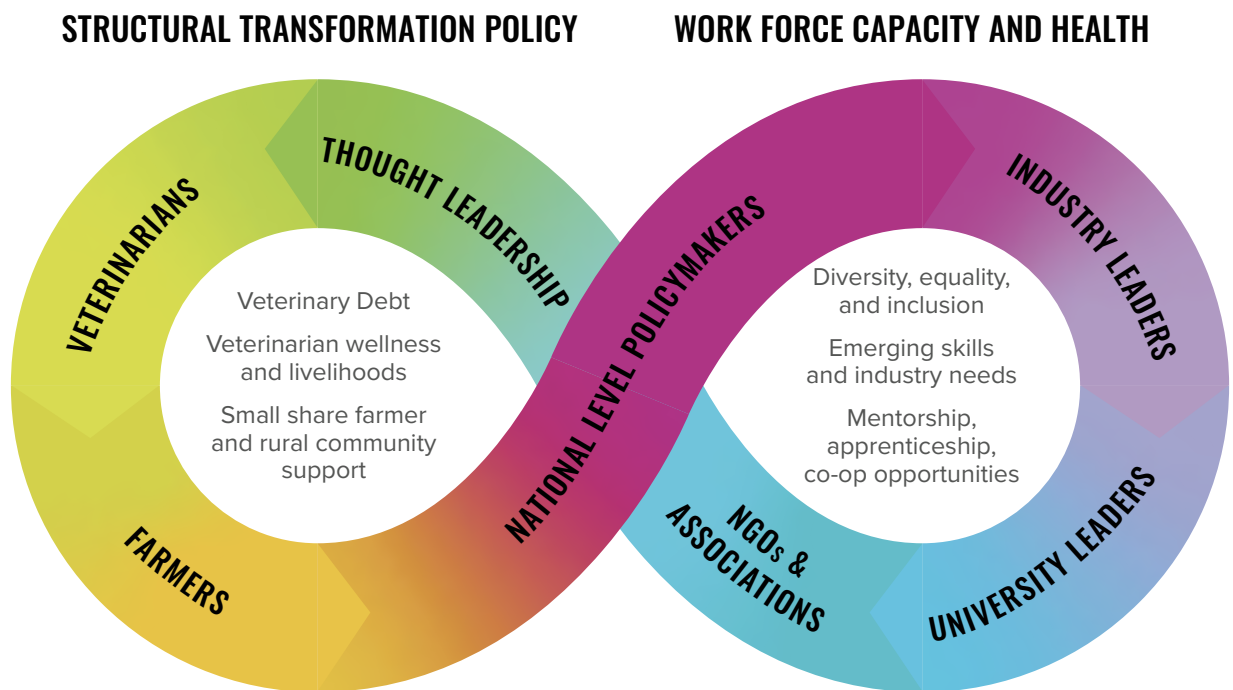 STRUCTURAL TRANSFORMATION POLICY
WORK FORCE CAPACITY AND HEALTH
THOUGHT LEADERSHIP
VETERINARIANS
FARMERS
NATIONAL LEVEL POLICYMAKERS
INDUSTRY LEADERS
UNIVERSITY LEADERS
NGOs &
ASSOCIATIONS
Veterinary Debt
Veterinarian wellness
and livelihoods
Small share farmer
and rural community
support
Diversity, equality,
and inclusion
Emerging skills
and industry needs
Mentorship,
apprenticeship,
co-op opportunities